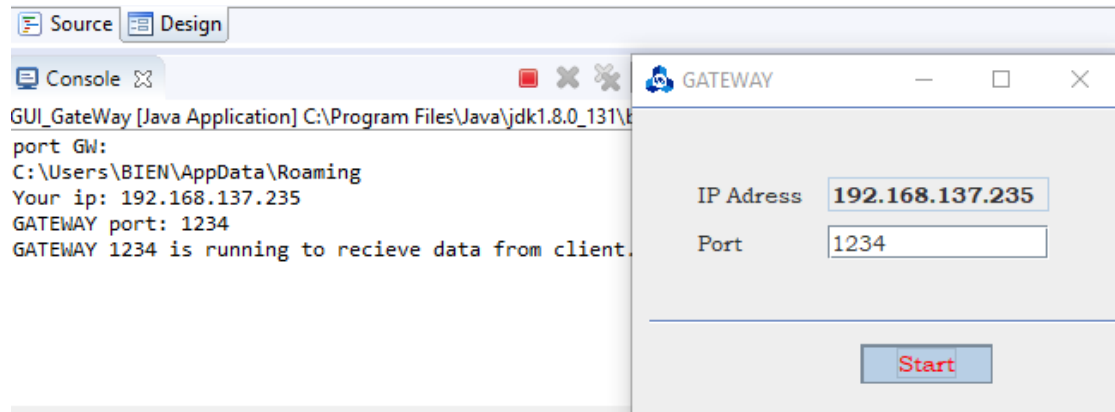 Source Design
Console
GUI_GateWay [Java Application] C:\Program Files\Java\jdk1.8.0_131\
port GW:
C:\Users\BIEN\AppData\Roaming
Your ip: 192.168.137.235
GATEWAY port: 1234
GATEWAY 1234 is running to recieve data from client.
GATEWAY
IP Adress 192.168.137.235
Port 1234
Start